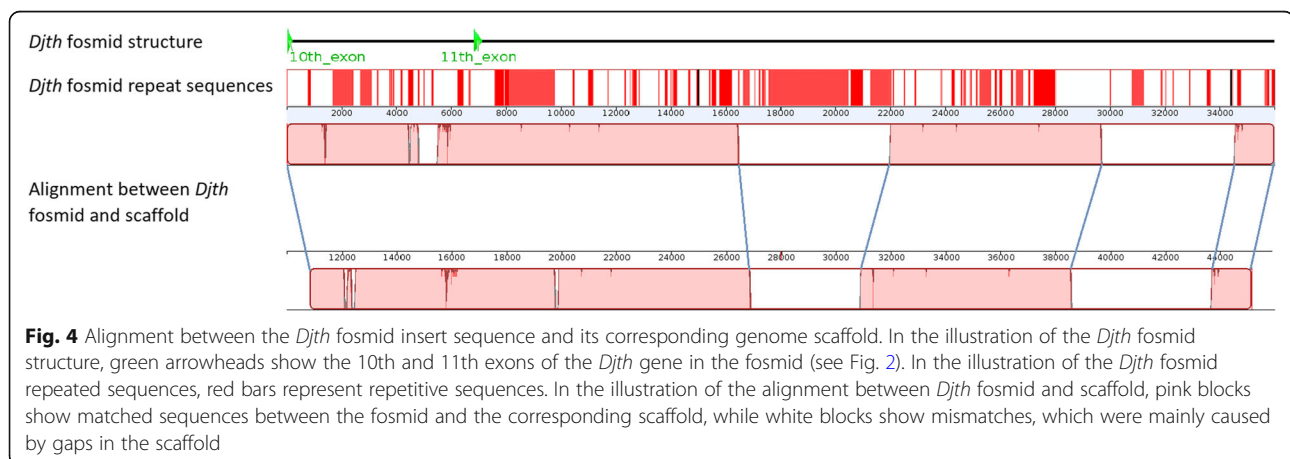 Djth fosmid structure
10th_exon 11th_exon
Djth fosmid repeat sequences
2000 4000 6000 8000 10000 12000 14000 16000 18000 20000 22000 24000 26000 28000 30000 32000 34000
Alignment between Djth
fosmid and scaffold
12000 14000 16000 18000 20000 22000 24000 26000 28000 30000 32000 34000 36000 38000 40000 42000 44000
Fig. 4 Alignment between the Djth fosmid insert sequence and its corresponding genome scaffold. In the illustration of the Djth fosmid
structure, green arrowheads show the 10th and 11th exons of the Djth gene in the fosmid (see Fig. 2). In the illustration of the Djth fosmid
repeated sequences, red bars represent repetitive sequences. In the illustration of the alignment between Djth fosmid and scaffold, pink blocks
show matched sequences between the fosmid and the corresponding scaffold, while white blocks show mismatches, which were mainly caused
by gaps in the scaffold